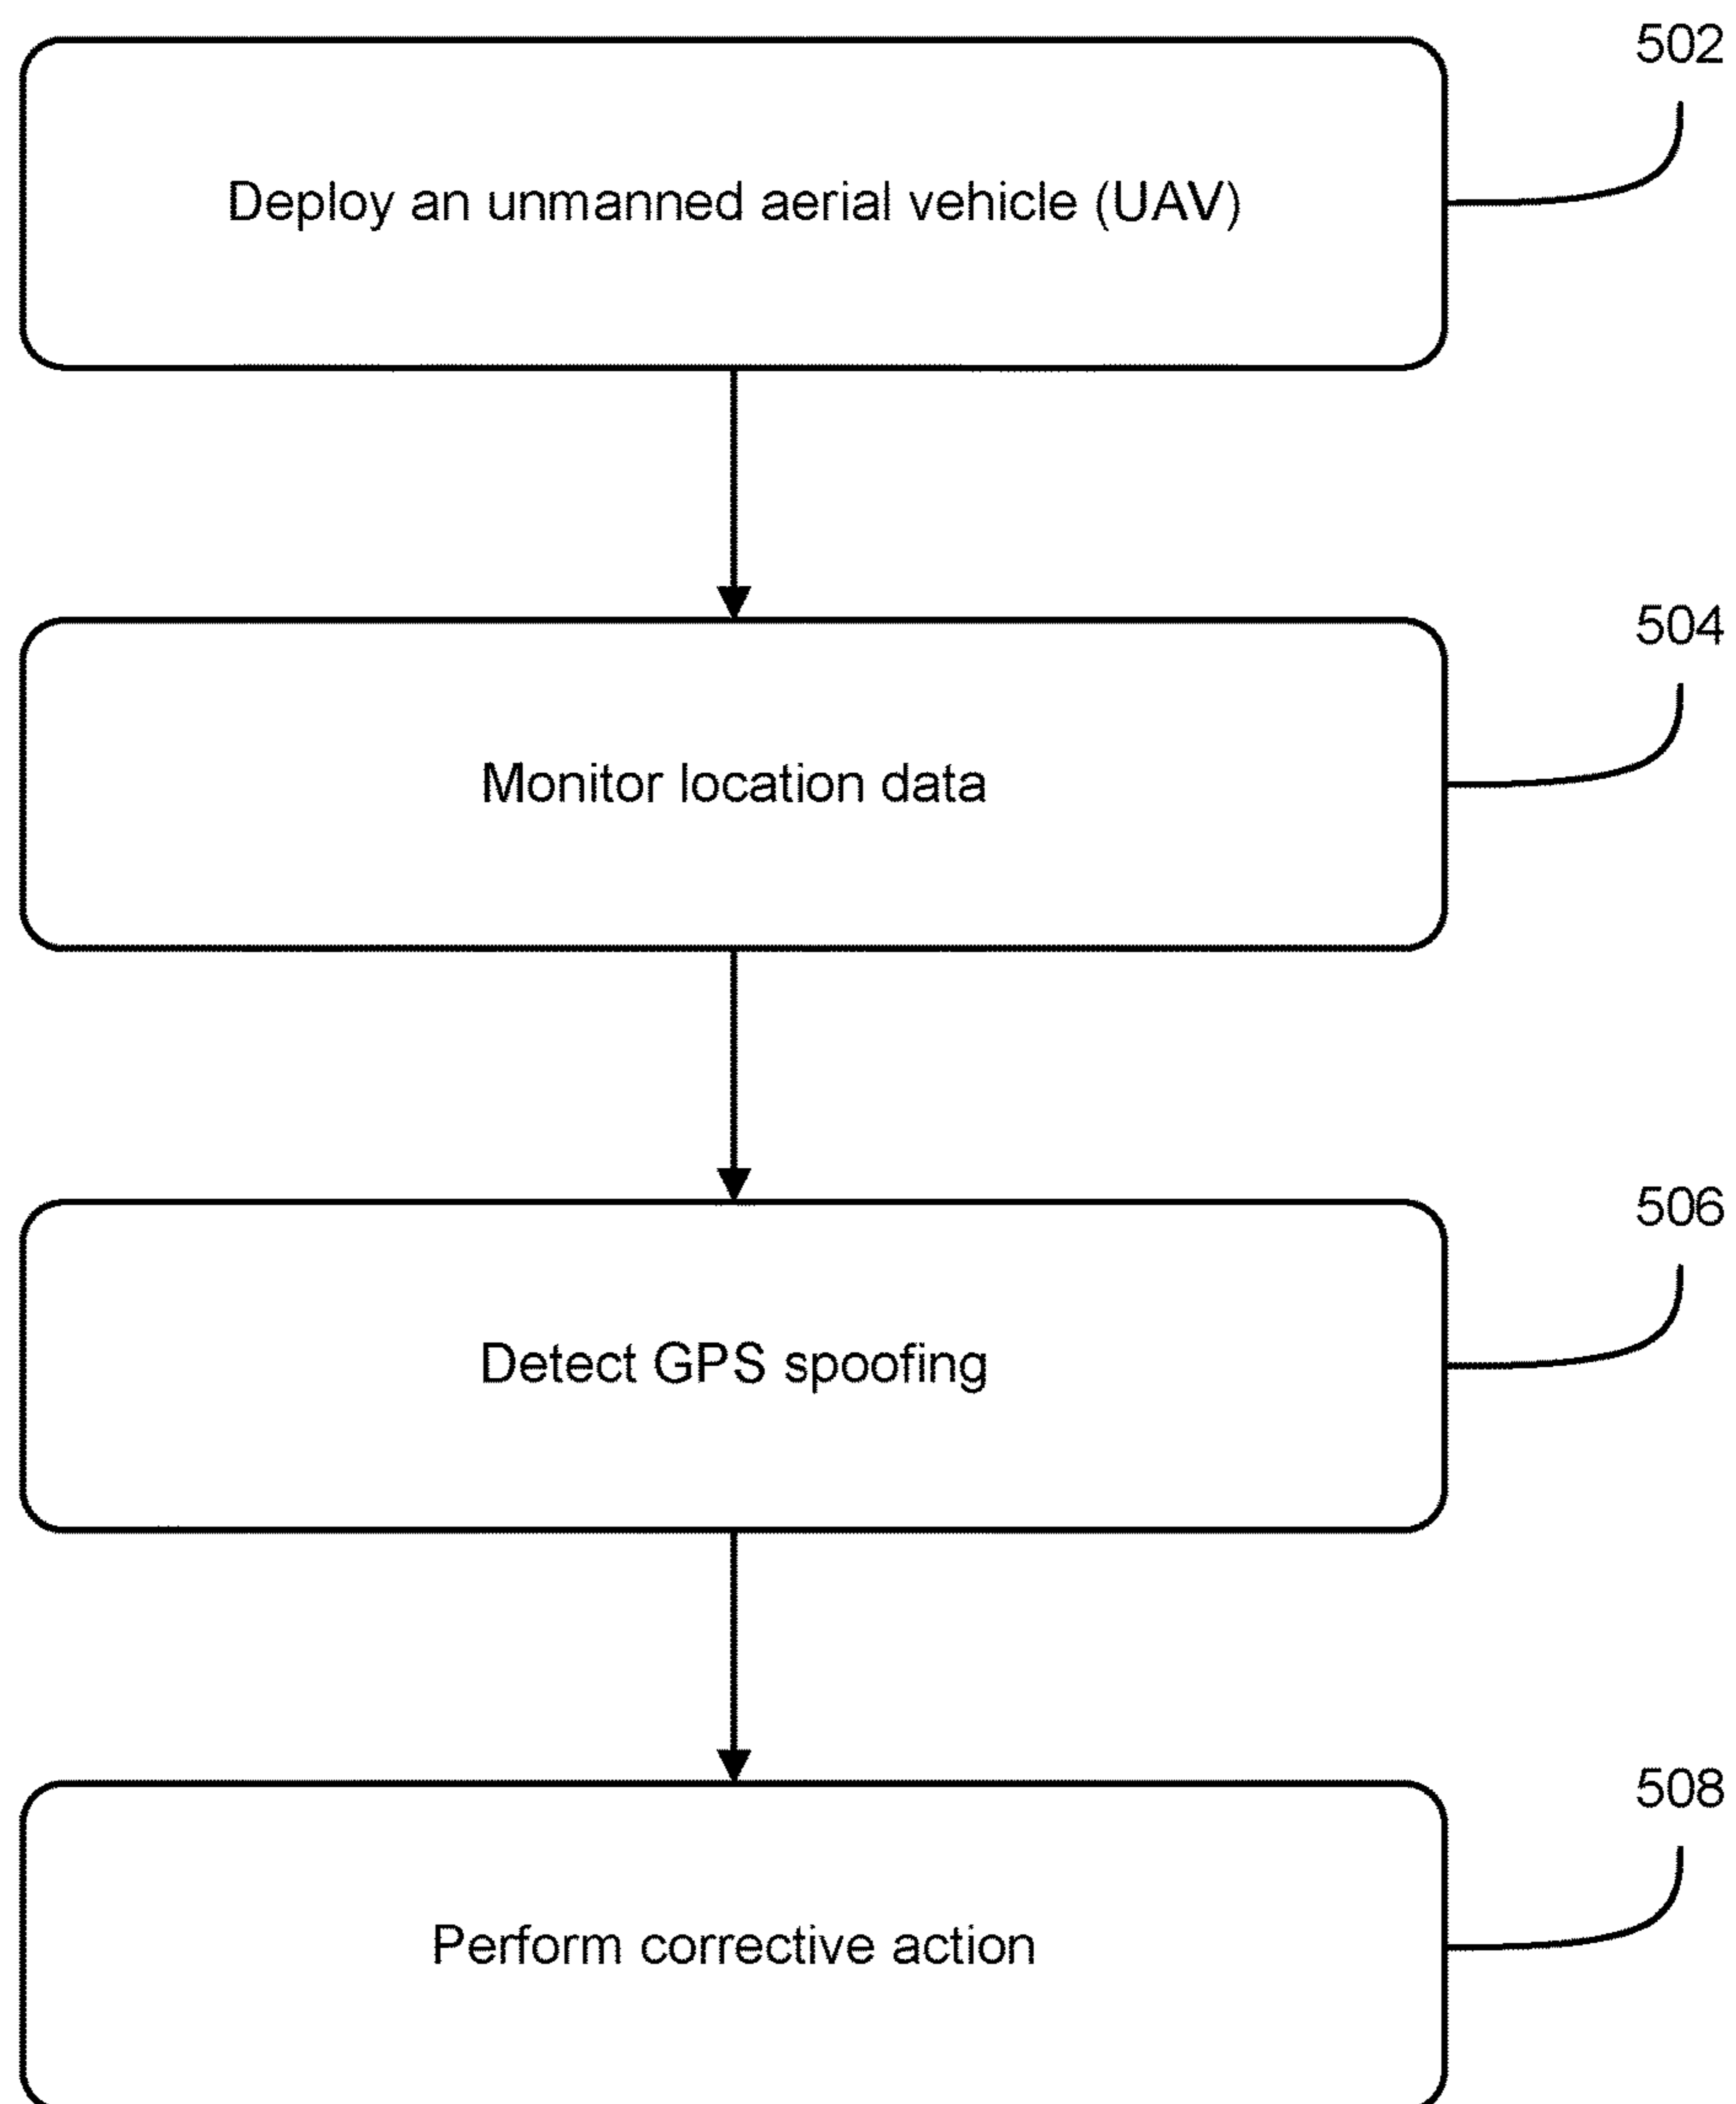 502
Deploy an unmanned aerial vehicle (UAV)
504
Monitor location data
506
Detect GPS spoofing
508
Perform corrective action